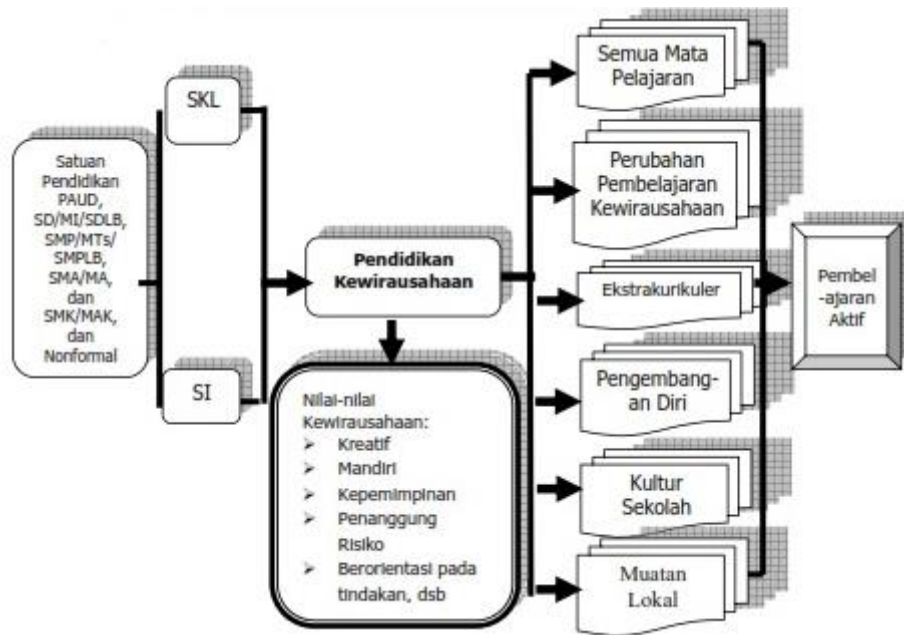 Satuan
Pendidikan
PAUD,
SD/MI/SDLB,
SMP/MTs/
SMPLB,
SMA/MA,
dan
SMK/MAK,
dan
Nonformal
SKL
SI
Pendidikan
Kewirausahaan
Nilai-nilai
Kewirausahaan:
➢ Kreatif
➢ Mandiri
➢ Kepemimpinan
➢ Penanggung
Risiko
➢ Berorientasi pada
tindakan, dsb
Semua Mata
Pelajaran
Perubahan
Pembelajaran
Kewirausahaan
Ekstrakurikuler
Pengembang-
an Diri
Kultur
Sekolah
Muatan
Lokal
Pembel
-ajaran
Aktif